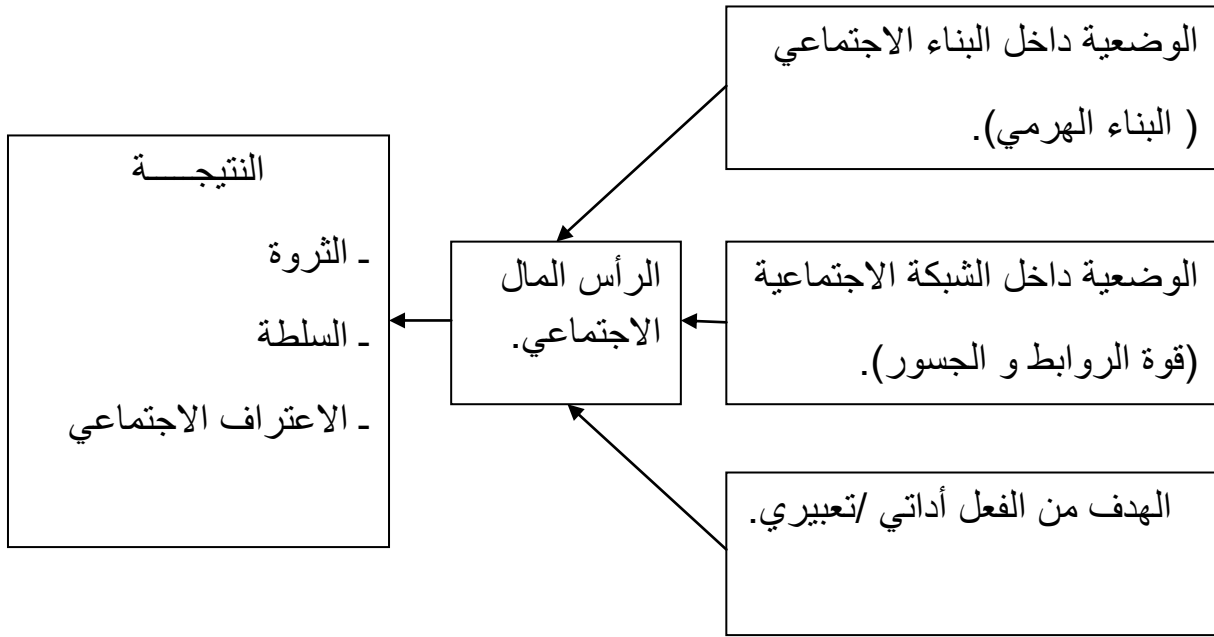 الوضعية داخل البناء الاجتماعي
( البناء الهرمي).
الوضعية داخل الشبكة الاجتماعية
(قوة الروابط و الجسور).
الهدف من الفعل أداتي /تعبيري.
الرأس المال
الاجتماعي.
النتيجـــــة
ـ الثروة
ـ السلطة
ـ الاعتراف الاجتماعي